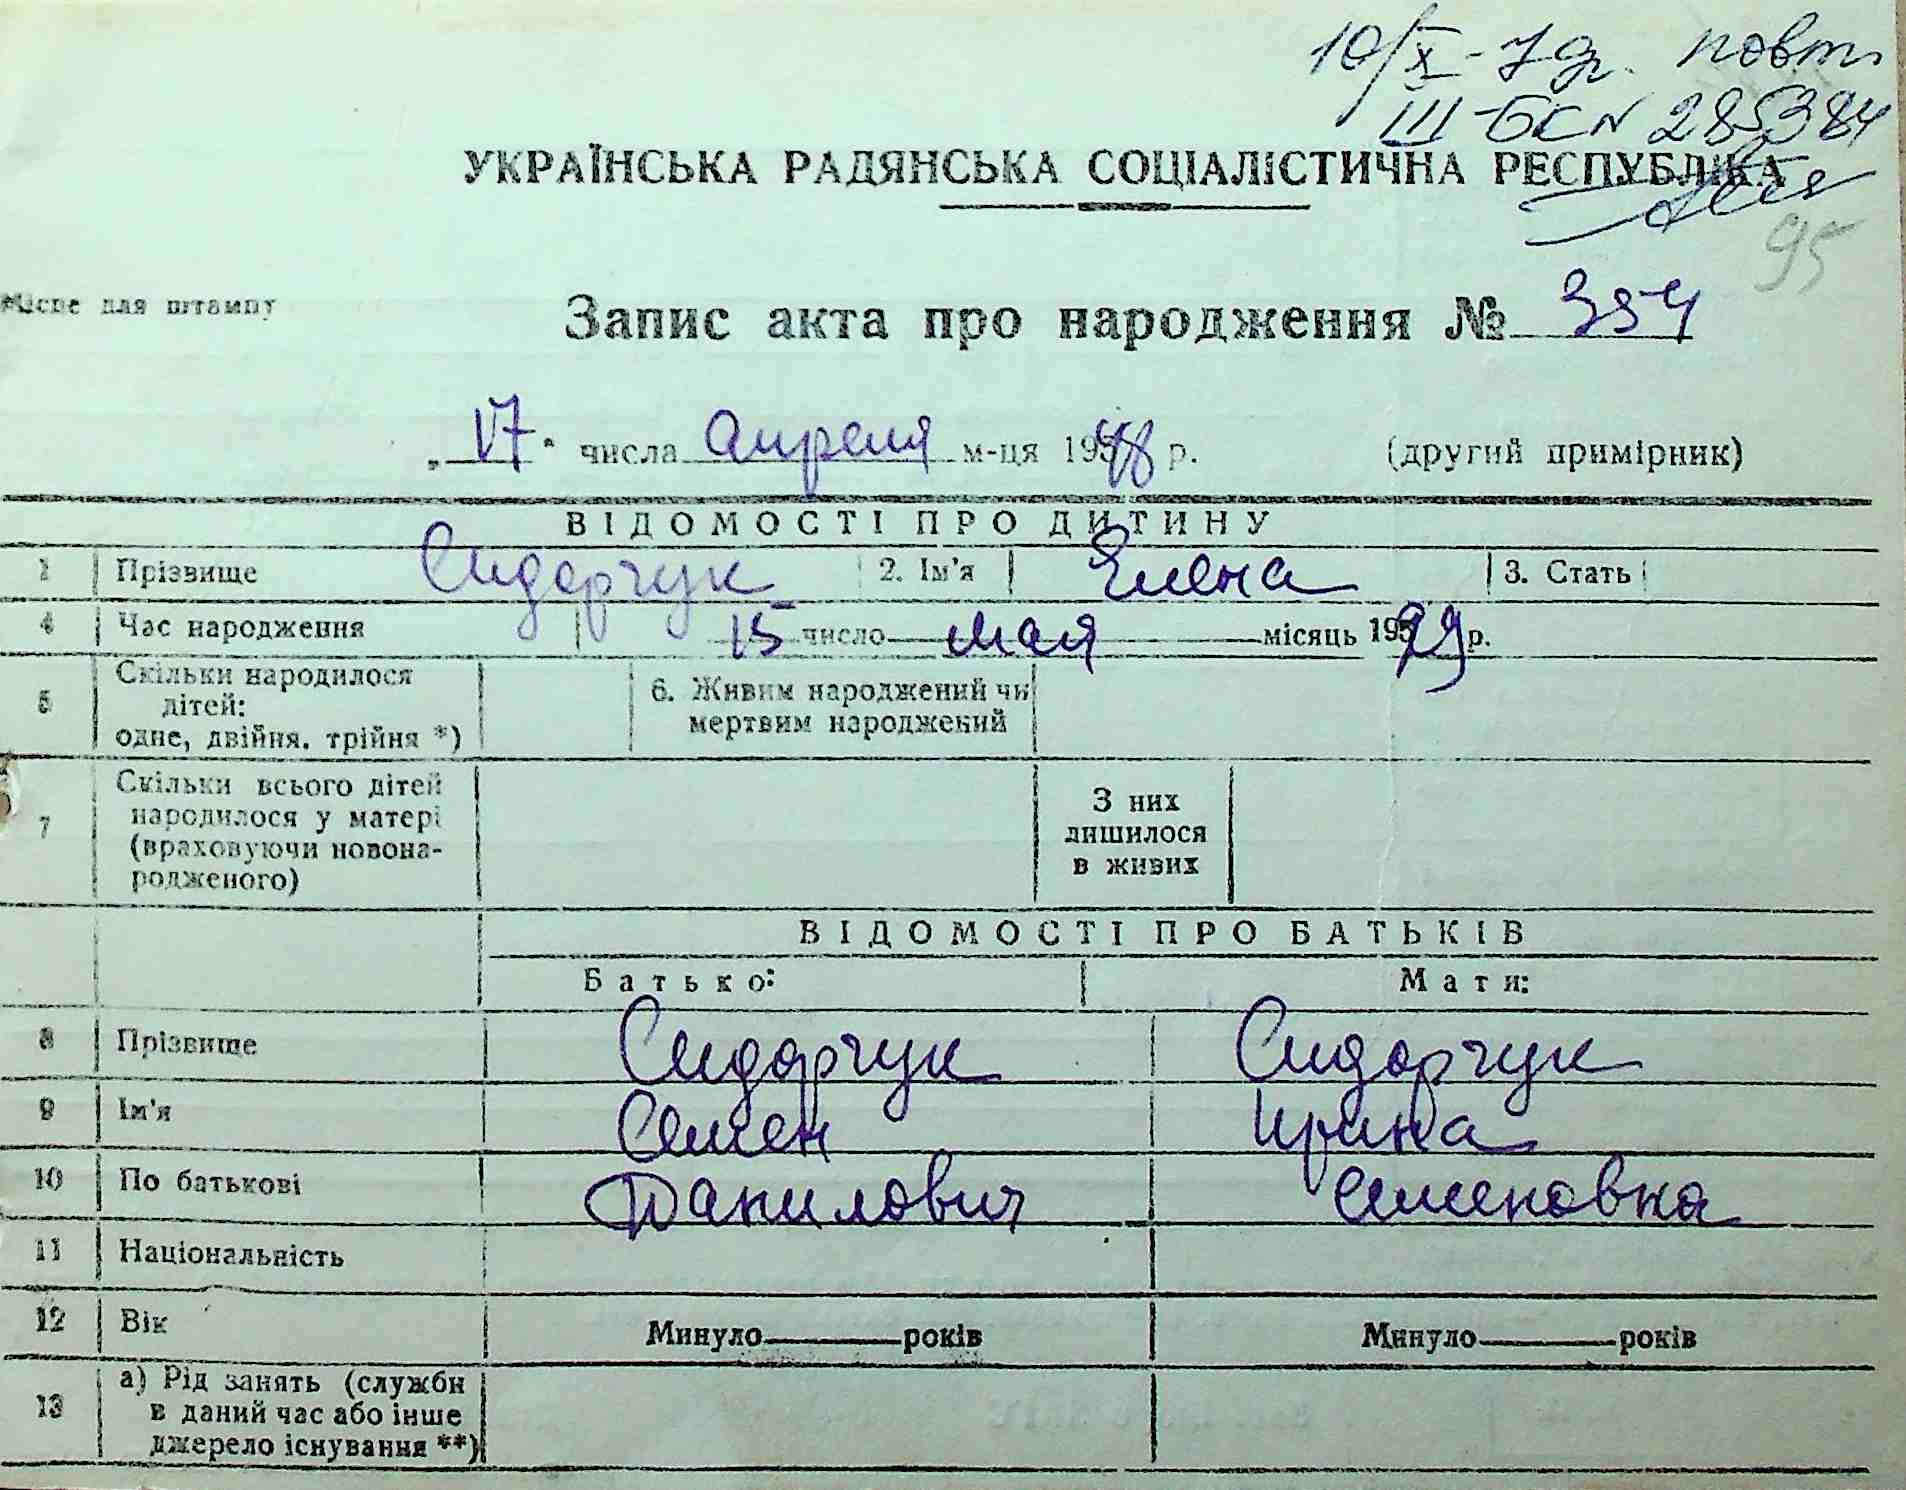 10/X-7 р. повт.
III-БК N 285384
УКРАЇНСЬКА РАДЯНСЬКА СОЦІАЛІСТИЧНА РЕСПУБЛІКА
95
Місце для штампу
Запис акта про народження № 354
„17" числа апреля м-ця 1948 р. (другий примірник)
ВІДОМОСТІ ПРО ДИТИНУ
1 Прізвище Сидорчук 2. Ім'я Елена 3. Стать
4 Час народження 15 число мая місяць 1929 р.
5 Скільки народилося дітей: одне, двійня, трійня *) 6. Живим народжений чи мертвим народжений
7 Скільки всього дітей народилося у матері (враховуючи новонародженого) З них лишилося в живих
ВІДОМОСТІ ПРО БАТЬКІВ
Батько: Мати:
8 Прізвище Сидорчук Сидорчук
9 Ім'я Семен Ирина
10 По батькові Данилович Семеновна
11 Національність
12 Вік Минуло років Минуло років
13 а) Рід занять (служби в даний час або інше джерело існування **)